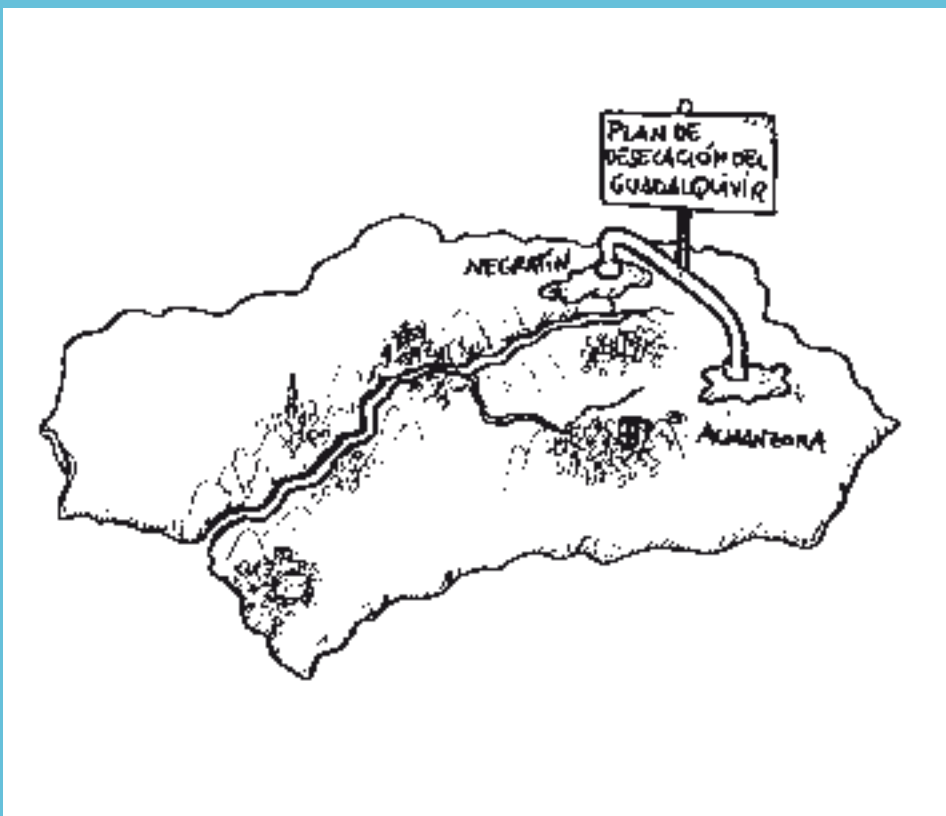 PLAN DE
DESECACIÓN DEL
GUADALQUIVIR
NEGRATÍN
ALMANZORA